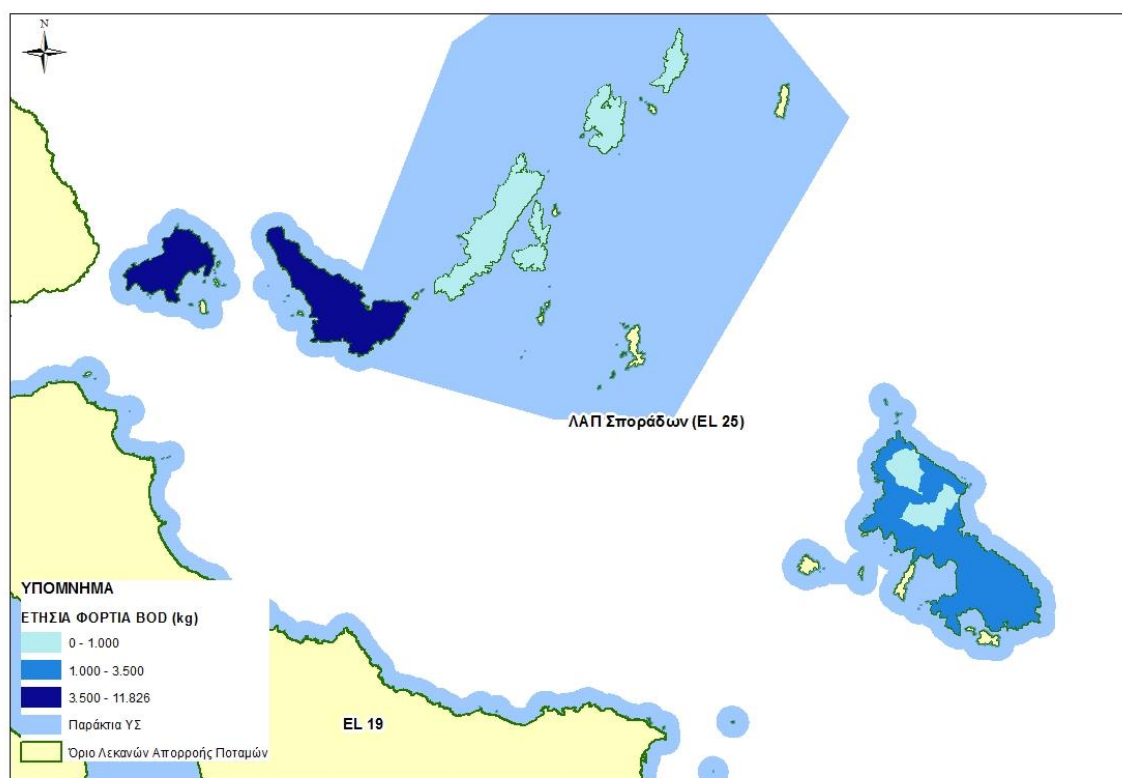 N
ΛΑΠ Σποράδων (EL 25)
ΥΠΟΜΝΗΜΑ
ΕΤΗΣΙΑ ΦΟΡΤΙΑ BOD (kg)
0 - 1.000
1.000 - 3.500
3.500 - 11.826
Παράκτια ΥΣ
Όριο Λεκανών Απορροής Ποταμών
EL 19